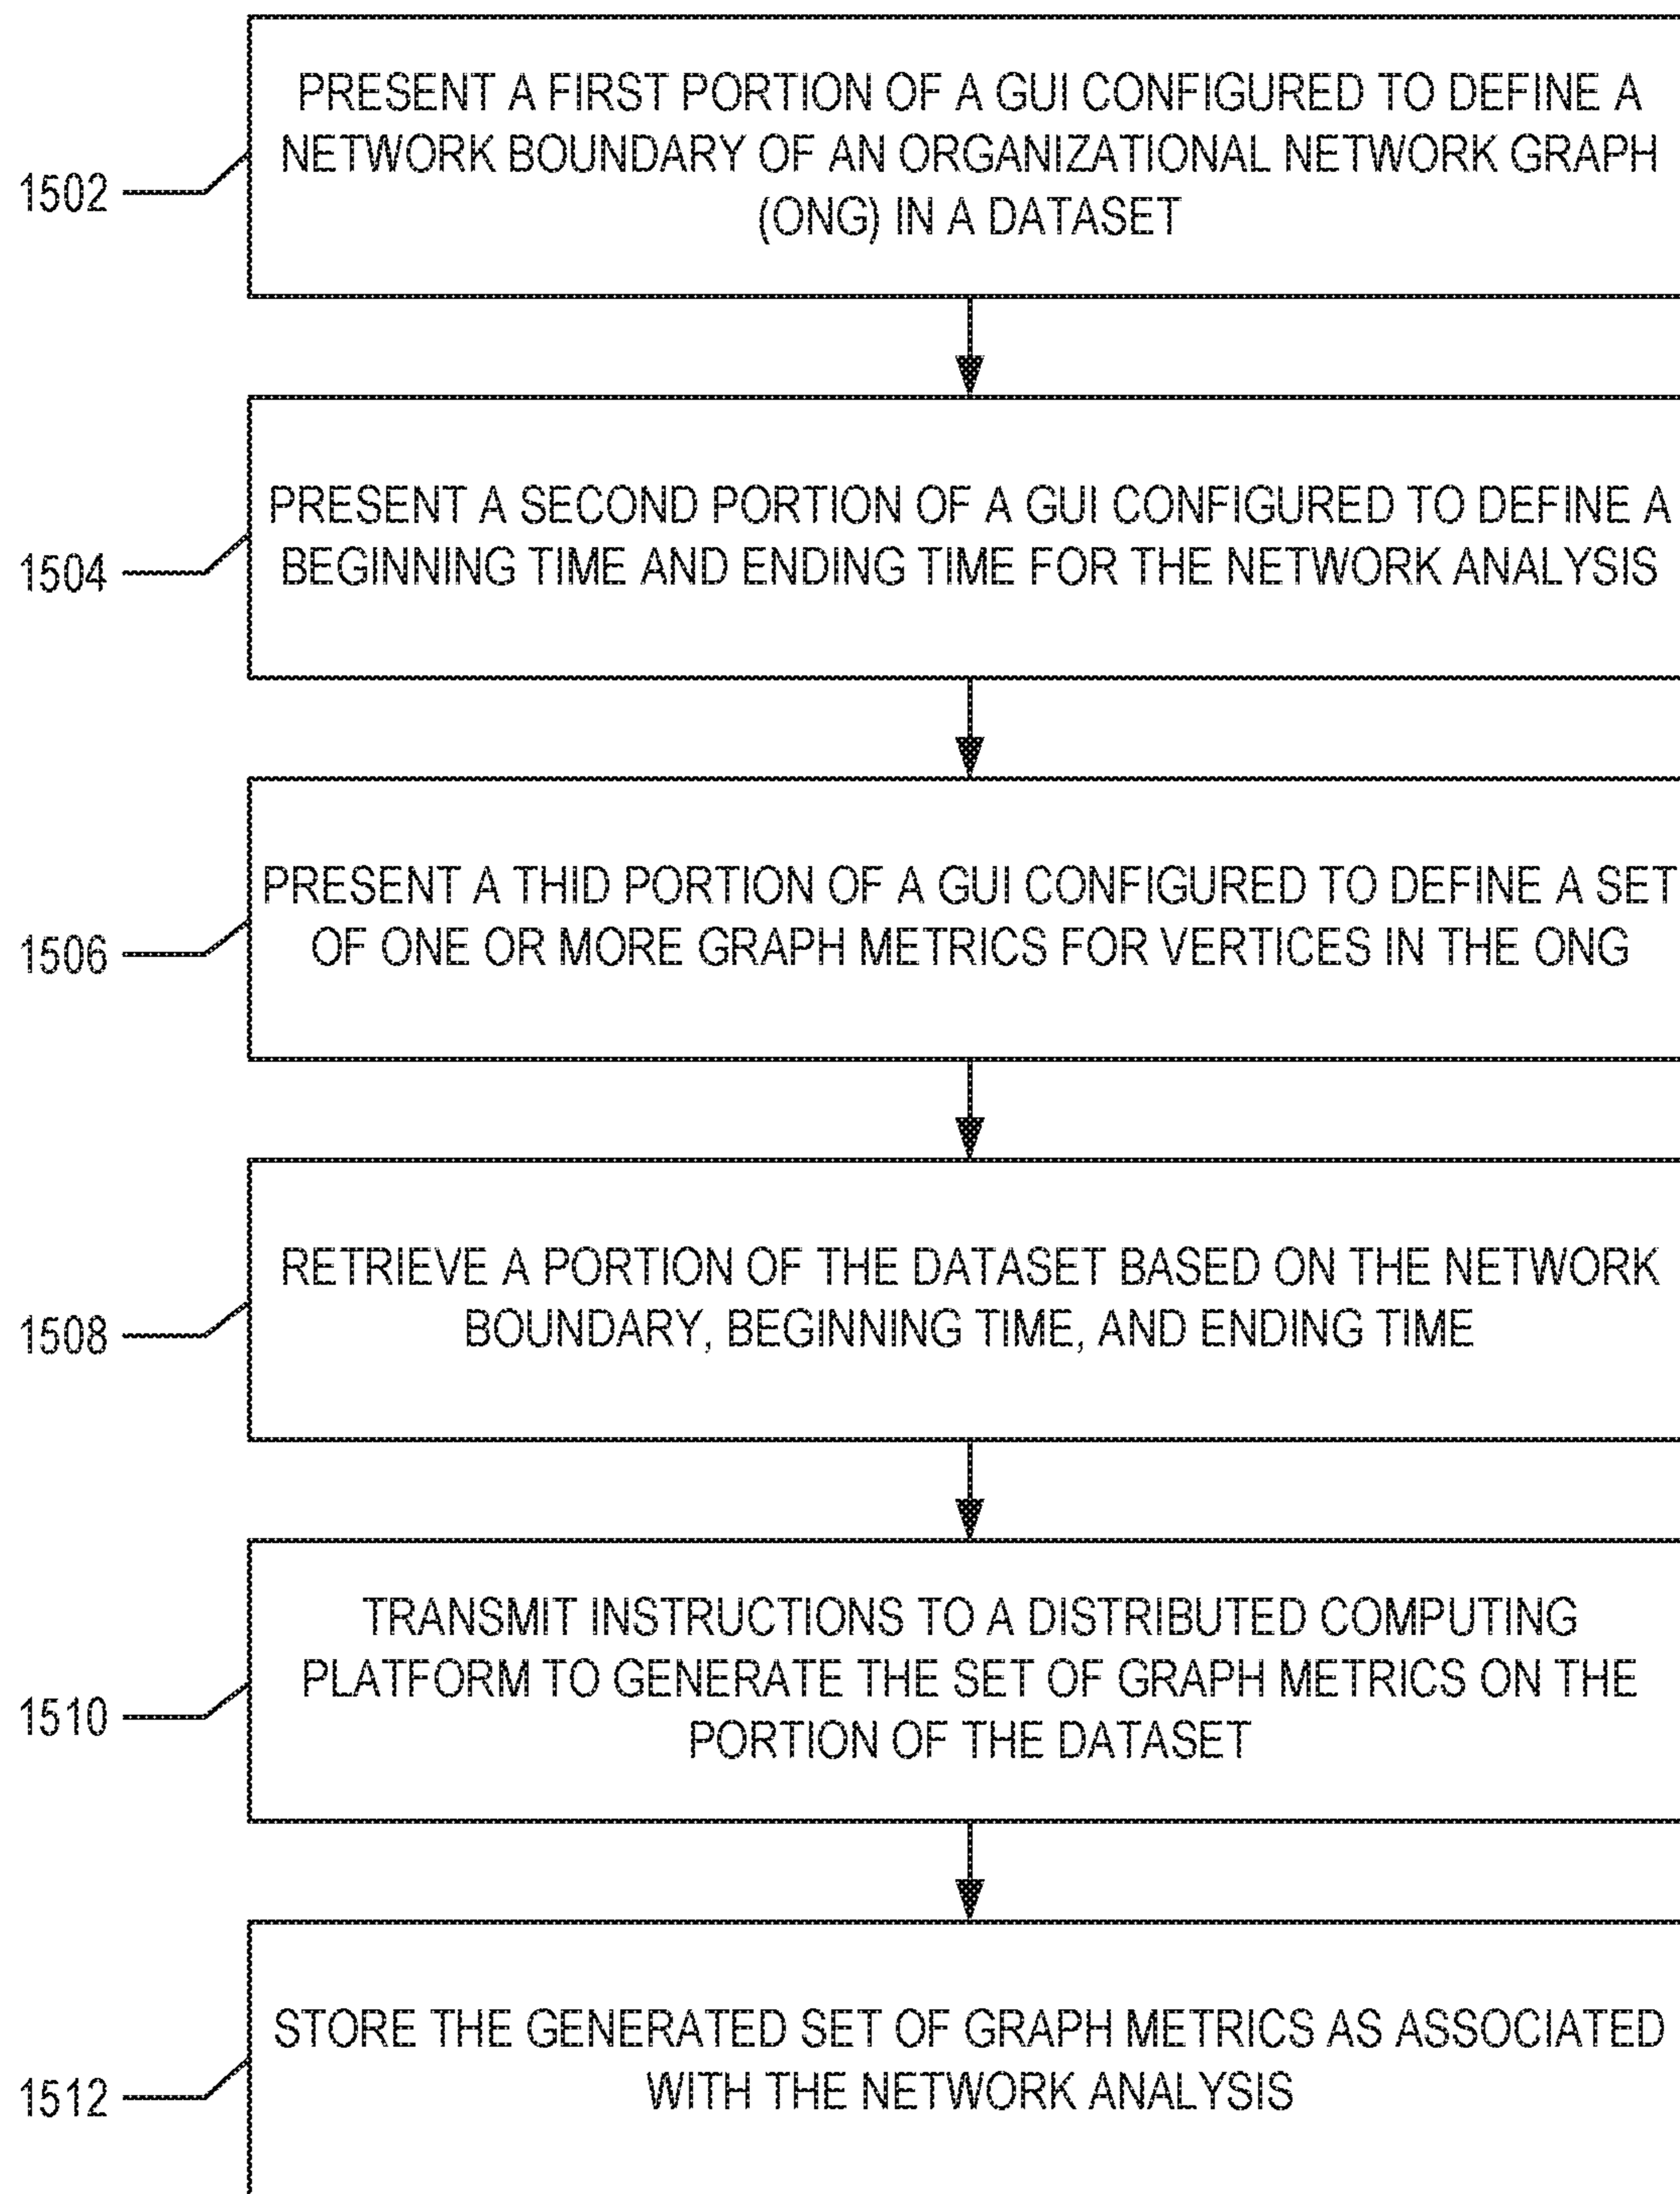 PRESENT A FIRST PORTION OF A GUI CONFIGURED TO DEFINE A
NETWORK BOUNDARY OF AN ORGANIZATIONAL NETWORK GRAPH
(ONG) IN A DATASET
1502
PRESENT A SECOND PORTION OF A GUI CONFIGURED TO DEFINE A
BEGINNING TIME AND ENDING TIME FOR THE NETWORK ANALYSIS
1504
PRESENT A THID PORTION OF A GUI CONFIGURED TO DEFINE A SET
OF ONE OR MORE GRAPH METRICS FOR VERTICES IN THE ONG
1506
RETRIEVE A PORTION OF THE DATASET BASED ON THE NETWORK
BOUNDARY, BEGINNING TIME, AND ENDING TIME
1508
TRANSMIT INSTRUCTIONS TO A DISTRIBUTED COMPUTING
PLATFORM TO GENERATE THE SET OF GRAPH METRICS ON THE
PORTION OF THE DATASET
1510
STORE THE GENERATED SET OF GRAPH METRICS AS ASSOCIATED
WITH THE NETWORK ANALYSIS
1512